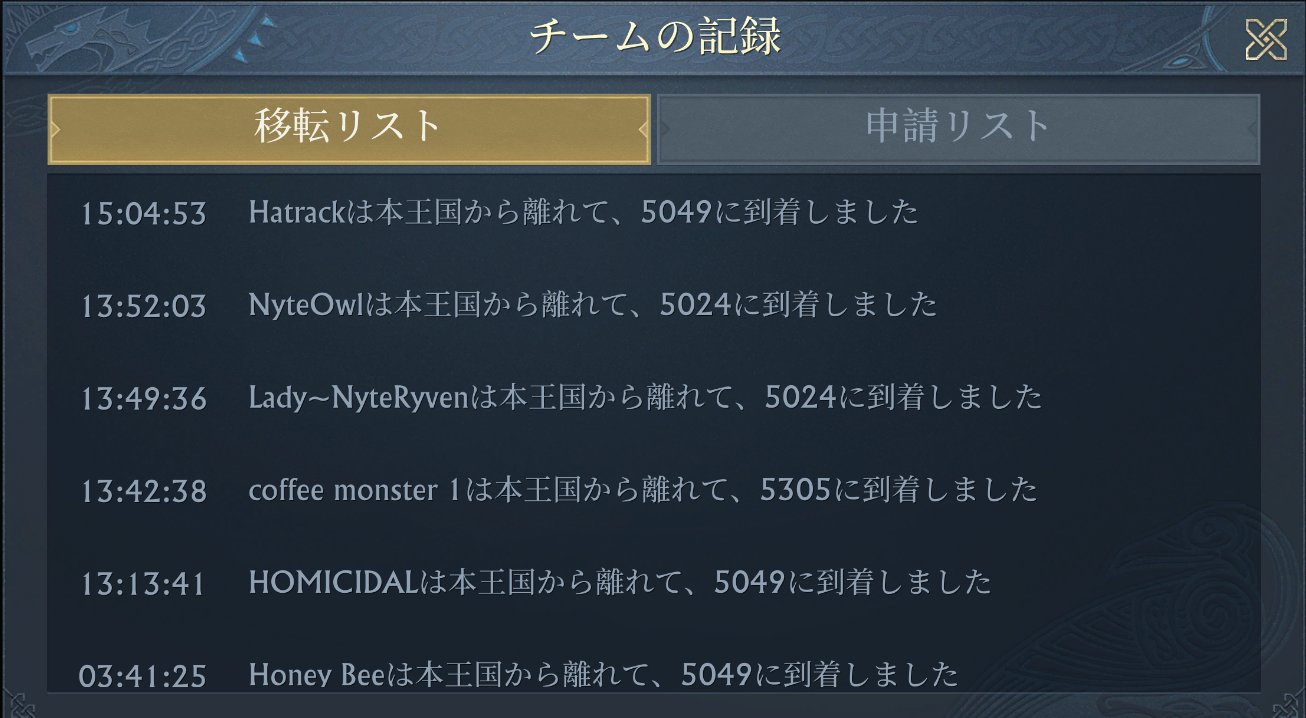 チームの記録
移転リスト
申請リスト
15:04:53 Hatrackは本王国から離れて、5049に到着しました
13:52:03 NyteOwlは本王国から離れて、5024に到着しました
13:49:36 Lady~NyteRyvenは本王国から離れて、5024に到着しました
13:42:38 coffee monster 1は本王国から離れて、5305に到着しました
13:13:41 HOMICIDALは本王国から離れて、5049に到着しました
03:41:25 Honey Beeは本王国から離れて、5049に到着しました